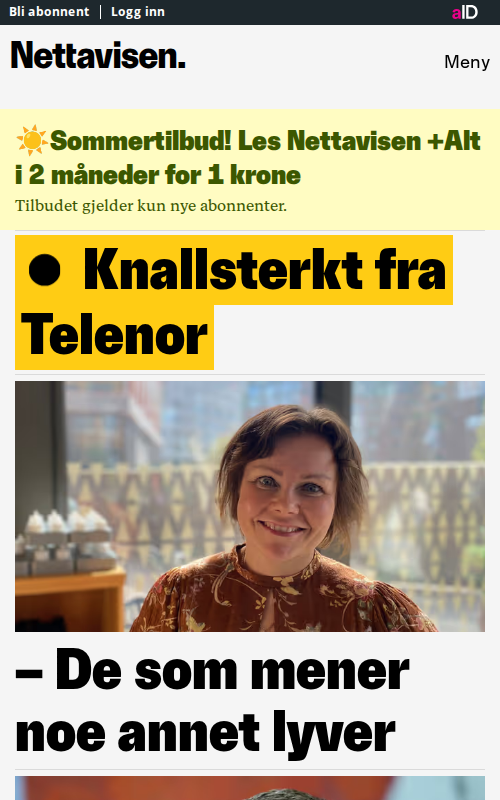 Bli abonnent | Logg inn
aID
Nettavisen.
Meny
☀️Sommertilbud! Les Nettavisen +Alt
i 2 måneder for 1 krone
Tilbudet gjelder kun nye abonnenter.
● Knallsterkt fra
Telenor
– De som mener
noe annet lyver